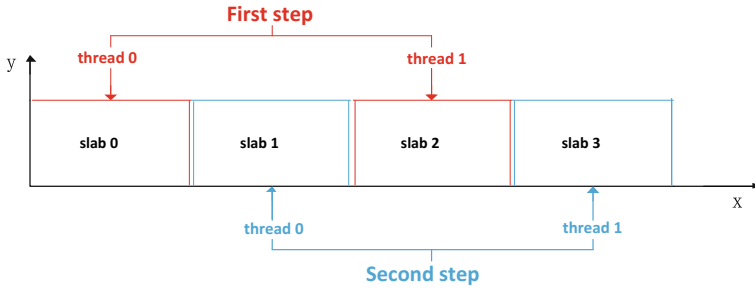 First step
thread 0
thread 1
y
slab 0
slab 1
slab 2
slab 3
x
thread 0
thread 1
Second step